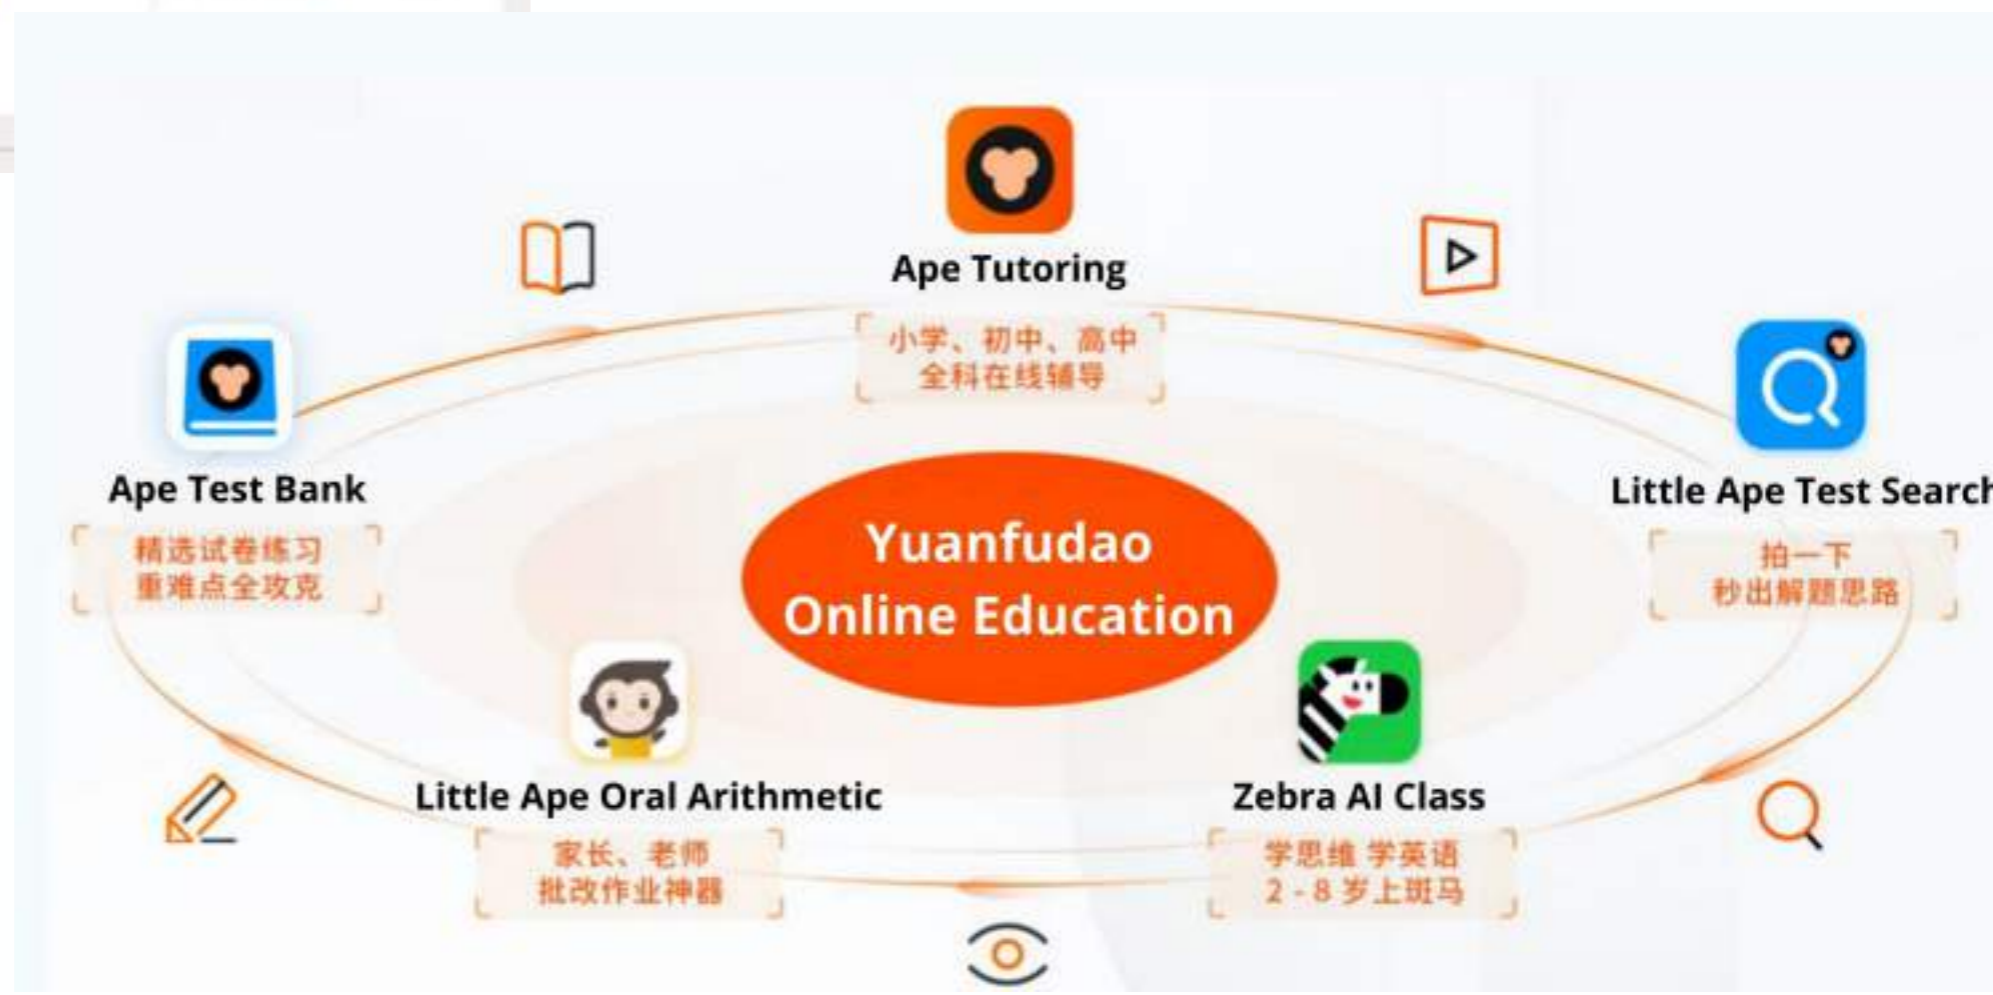 Ape Tutoring
小学、初中、高中
全科在线辅导
Ape Test Bank
精选试卷练习
重难点全攻克
Little Ape Test Search
拍一下
秒出解题思路
Yuanfudao
Online Education
Little Ape Oral Arithmetic
家长、老师
批改作业神器
Zebra AI Class
学思维 学英语
2-8岁上斑马